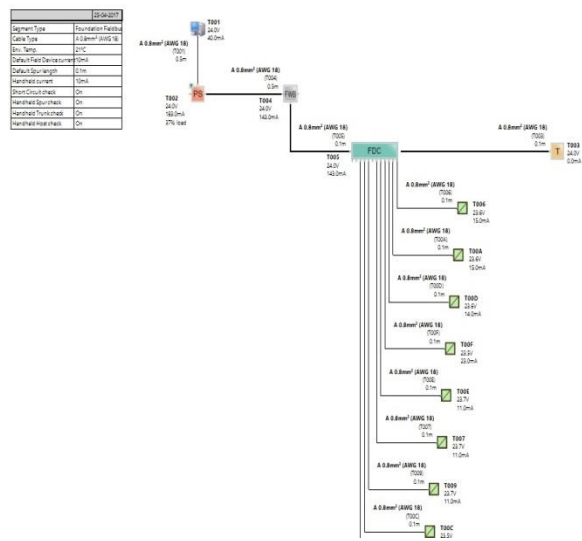 23-04-2017
Segment Type Foundation Fieldbu
Cable Type A 0.8mm² (AWG 18)
Env. Temp. 21°C
Default Field Device current 10mA
Default Spur length 0.1m
Handheld current 10mA
Short Circuit check On
Handheld Spur check On
Handheld Trunk check On
Handheld Host check On
T001
24.0V
40.0mA
A 0.8mm² (AWG 18)
(T001)
0.5m
PS
T002
24.0V
183.0mA
37% load
A 0.8mm² (AWG 18)
(T004)
0.5m
T004
24.0V
143.0mA
FWB
A 0.8mm² (AWG 18)
(T005)
0.1m
T005
24.0V
143.0mA
FDC
A 0.8mm² (AWG 18)
(T003)
0.1m
T
T003
24.0V
0.0mA
A 0.8mm² (AWG 18)
(T006)
0.1m
T006
23.6V
15.0mA
A 0.8mm² (AWG 18)
(T00A)
0.1m
T00A
23.6V
15.0mA
A 0.8mm² (AWG 18)
(T00D)
0.1m
T00D
23.6V
14.0mA
A 0.8mm² (AWG 18)
(T00F)
0.1m
T00F
23.5V
23.0mA
A 0.8mm² (AWG 18)
(T00E)
0.1m
T00E
23.7V
11.0mA
A 0.8mm² (AWG 18)
(T007)
0.1m
T007
23.7V
11.0mA
A 0.8mm² (AWG 18)
(T009)
0.1m
T009
23.7V
11.0mA
A 0.8mm² (AWG 18)
(T00C)
0.1m
T00C
23.5V